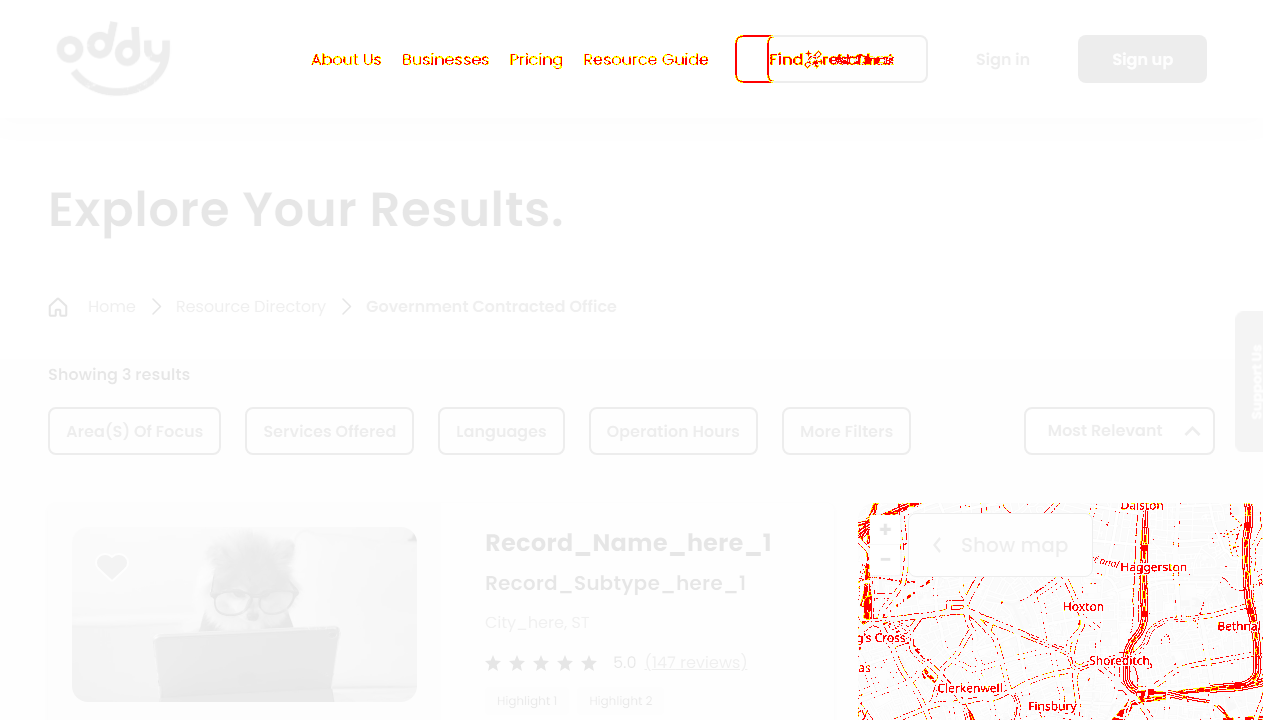 oddy
About Us Businesses Pricing Resource Guide Find Sign in Sign up
Explore Your Results.
Home Resource Directory Government Contracted Office
Support Us
Showing 3 results
Area(S) Of Focus Services Offered Languages Operation Hours More Filters Most Relevant
Record_Name_here_1
Record_Subtype_here_1
City_here, ST
5.0 (147 reviews)
Highlight 1 Highlight 2
Dalston
+
Show map
−
Haggerston
Hoxton
Bethnal
g's Cross
Shoreditch
as
Clerkenwell
Finsbury